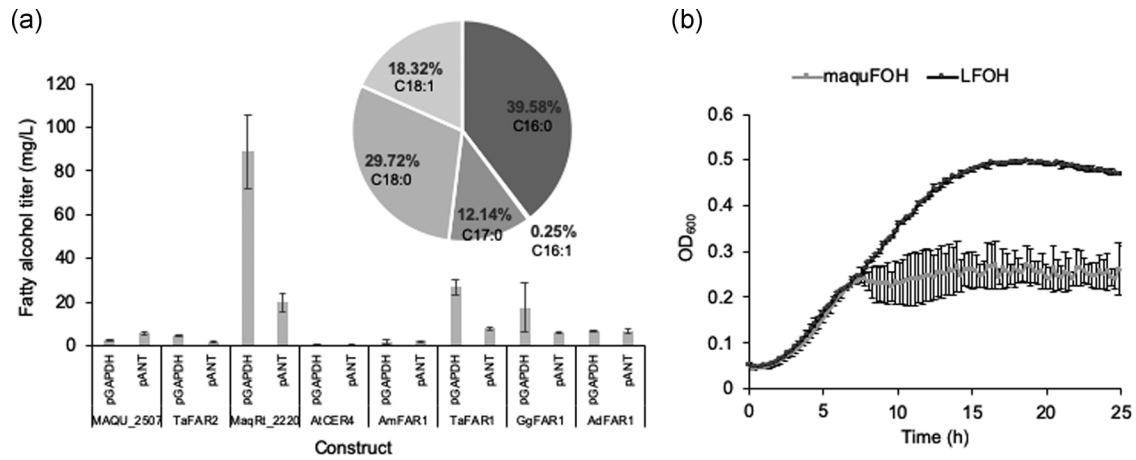 (a)
120
100
80
60
40
20
0
Fatty alcohol titer (mg/L)
18.32%
C18:1
39.58%
C16:0
29.72%
C18:0
12.14%
C17:0
0.25%
C16:1
pGAPDH pANT pGAPDH pANT pGAPDH pANT pGAPDH pANT pGAPDH pANT pGAPDH pANT pGAPDH pANT pGAPDH pANT
MAQU_2507 TaFAR2 MaqRt_2220 AtCER4 AmFAR1 TaFAR1 GgFAR1 AdFAR1
Construct
(b)
maquFOH LFOH
0.6
0.5
0.4
0.3
0.2
0.1
0
OD600
0 5 10 15 20 25
Time (h)